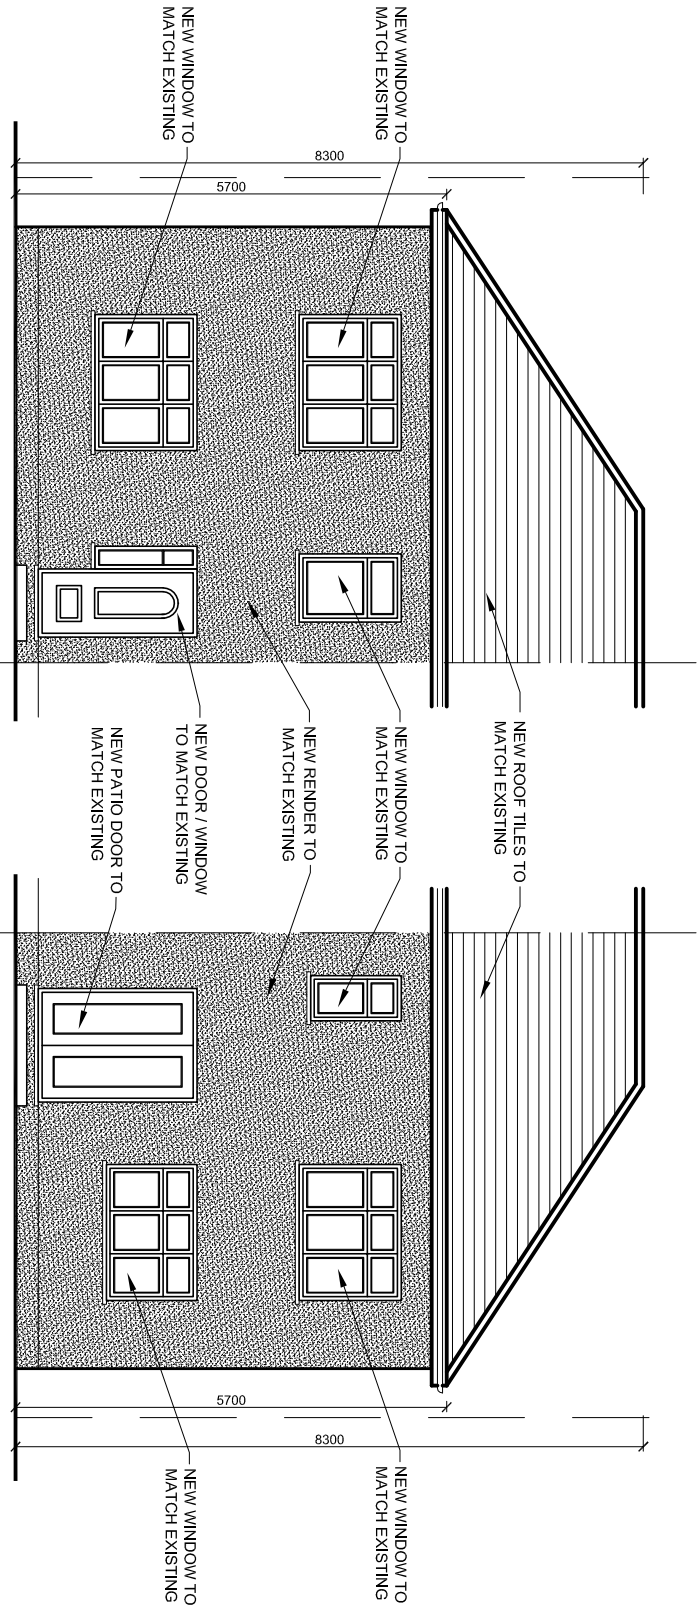 NEW WINDOW TO
MATCH EXISTING
NEW WINDOW TO
MATCH EXISTING
8300
5700
NEW ROOF TILES TO
MATCH EXISTING
NEW WINDOW TO
MATCH EXISTING
NEW RENDER TO
MATCH EXISTING
NEW DOOR / WINDOW
TO MATCH EXISTING
NEW PATIO DOOR TO
MATCH EXISTING
5700
8300
NEW WINDOW TO
MATCH EXISTING
NEW WINDOW TO
MATCH EXISTING